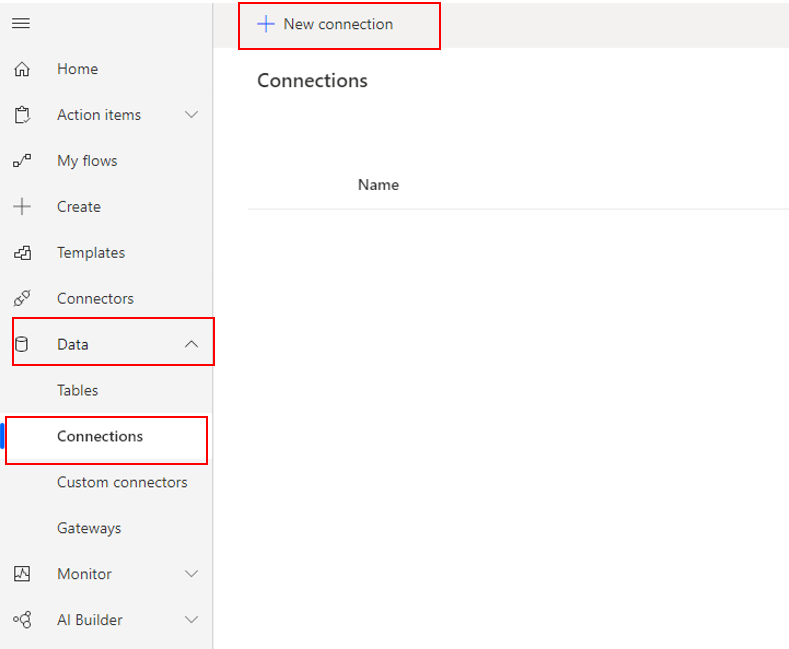 New connection
Home
Connections
Action items
My flows
Name
Create
Templates
Connectors
Data
Tables
Connections
Custom connectors
Gateways
Monitor
AI Builder